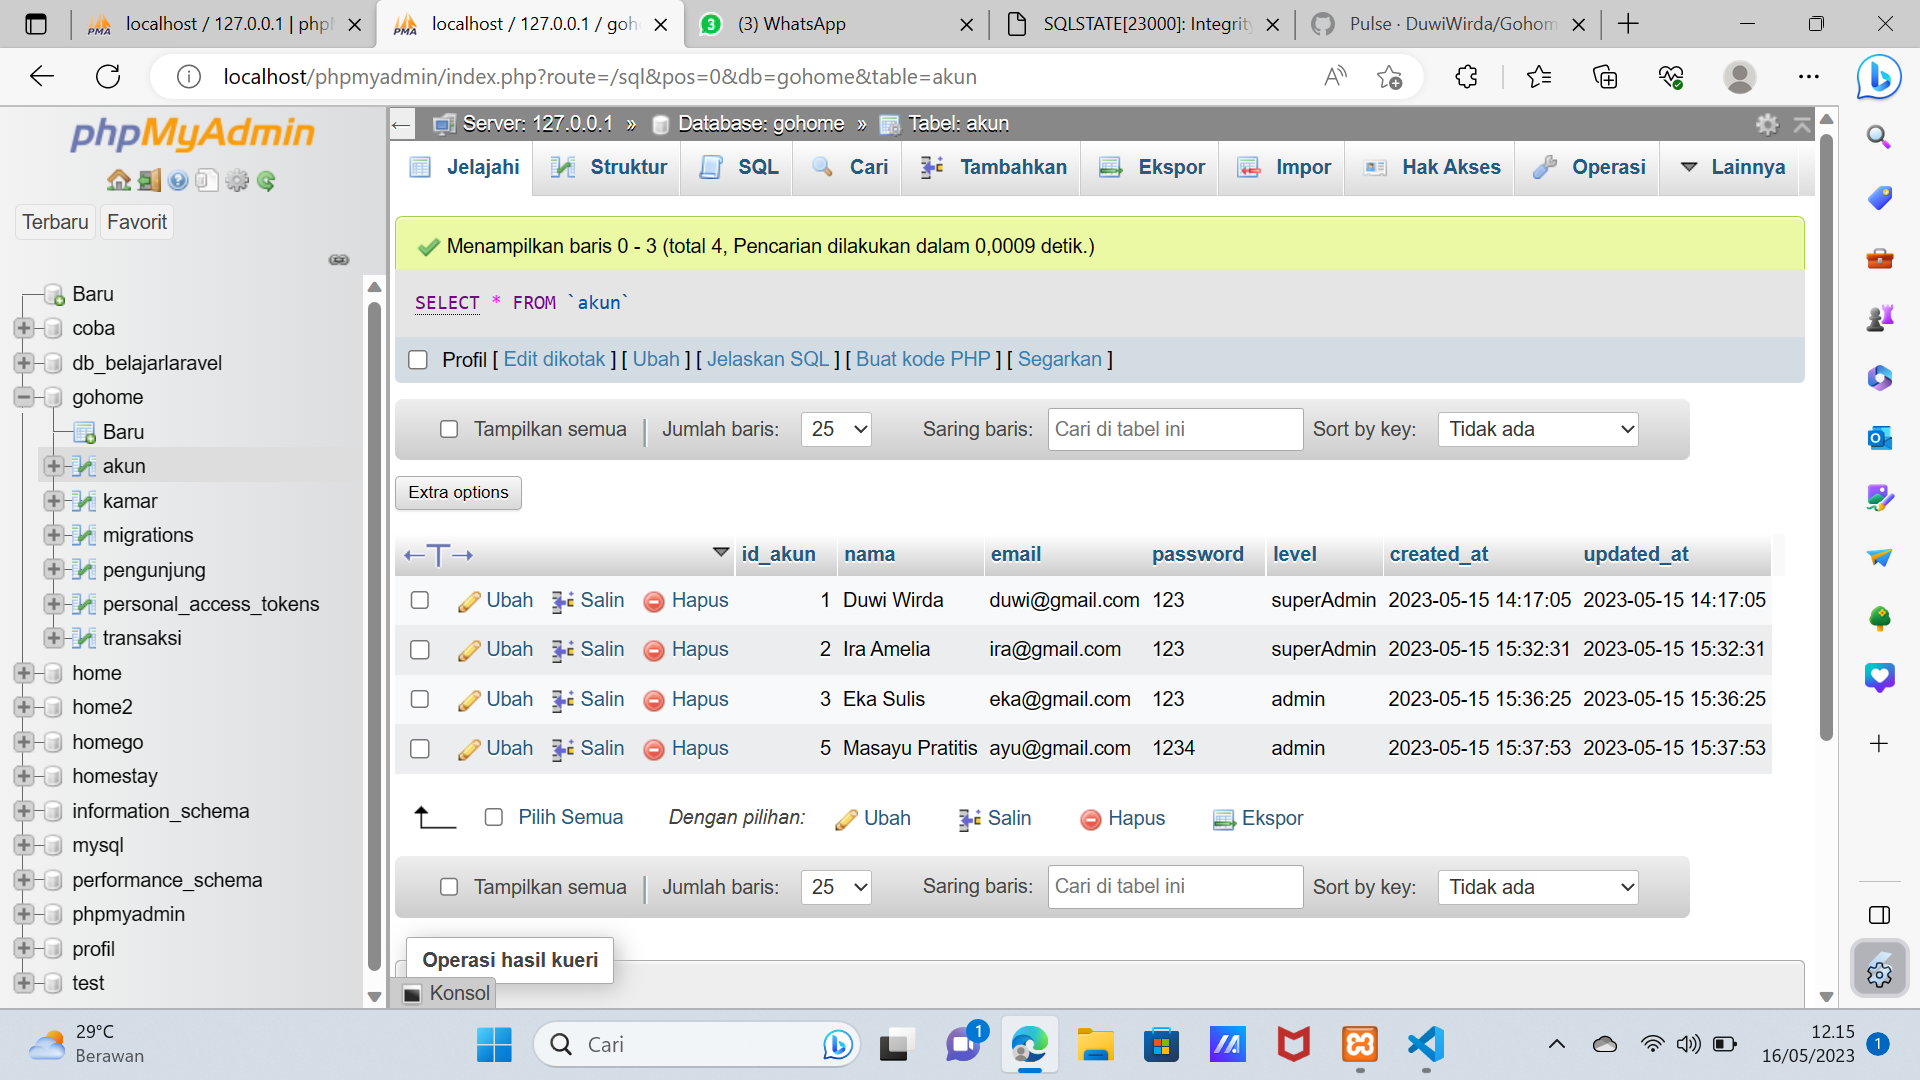 localhost / 127.0.0.1 | php
localhost / 127.0.0.1 / goh
(3) WhatsApp
SQLSTATE[23000]: Integrity
Pulse · DuwiWirda/Gohom
localhost/phpmyadmin/index.php?route=/sql&pos=0&db=gohome&table=akun
phpMyAdmin
Terbaru Favorit
Baru
coba
db_belajarlaravel
gohome
Baru
akun
kamar
migrations
pengunjung
personal_access_tokens
transaksi
home
home2
homego
homestay
information_schema
mysql
performance_schema
phpmyadmin
profil
test
Server: 127.0.0.1 » Database: gohome » Tabel: akun
Jelajahi Struktur SQL Cari Tambahkan Ekspor Impor Hak Akses Operasi Lainnya
Menampilkan baris 0 - 3 (total 4, Pencarian dilakukan dalam 0,0009 detik.)
SELECT * FROM `akun`
Profil [ Edit dikotak ] [ Ubah ] [ Jelaskan SQL ] [ Buat kode PHP ] [ Segarkan ]
Tampilkan semua Jumlah baris: 25 Saring baris: Cari di tabel ini Sort by key: Tidak ada
Extra options
←T→ id_akun nama email password level created_at updated_at
Ubah Salin Hapus 1 Duwi Wirda duwi@gmail.com 123 superAdmin 2023-05-15 14:17:05 2023-05-15 14:17:05
Ubah Salin Hapus 2 Ira Amelia ira@gmail.com 123 superAdmin 2023-05-15 15:32:31 2023-05-15 15:32:31
Ubah Salin Hapus 3 Eka Sulis eka@gmail.com 123 admin 2023-05-15 15:36:25 2023-05-15 15:36:25
Ubah Salin Hapus 5 Masayu Pratitis ayu@gmail.com 1234 admin 2023-05-15 15:37:53 2023-05-15 15:37:53
Pilih Semua Dengan pilihan: Ubah Salin Hapus Ekspor
Tampilkan semua Jumlah baris: 25 Saring baris: Cari di tabel ini Sort by key: Tidak ada
Operasi hasil kueri
Konsol
29°C
Berawan
Cari
1
12.15
16/05/2023
1